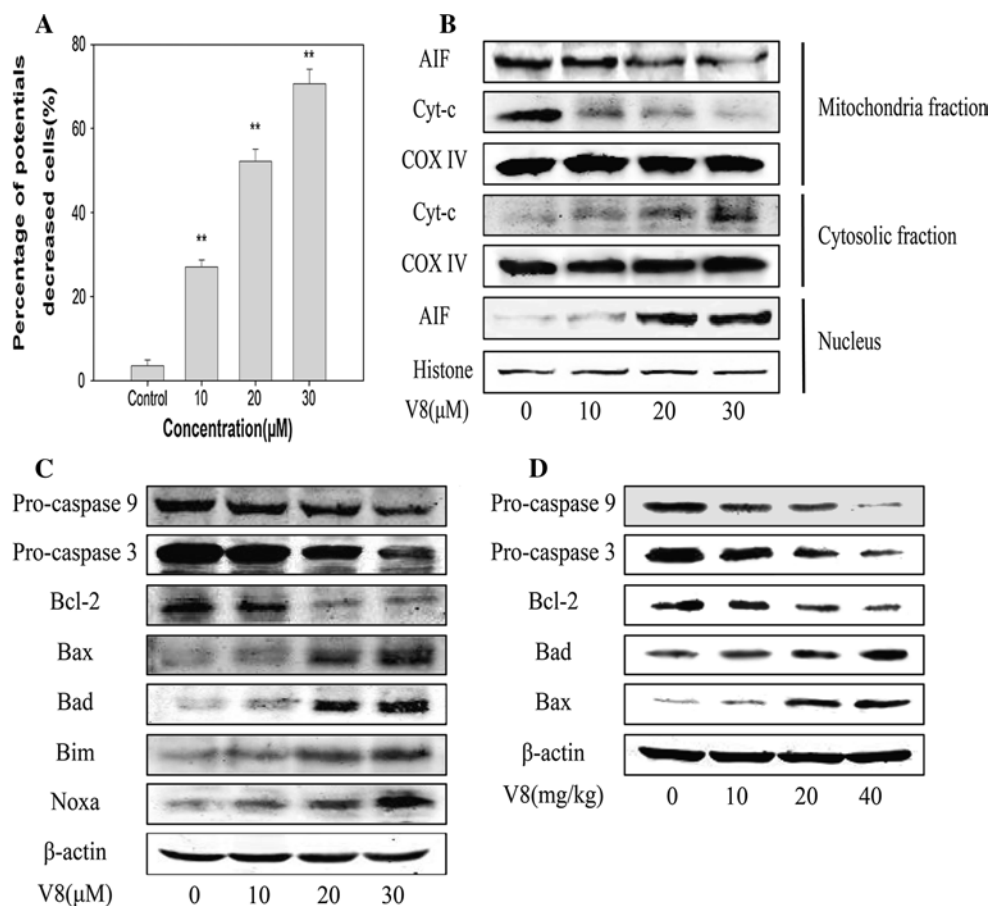 A
Percentage of potentials
decreased cells(%)
80
60
40
20
0
**
**
**
Control 10 20 30
Concentration(µM)
B
AIF
Cyt-c
COX IV
Mitochondria fraction
Cyt-c
COX IV
Cytosolic fraction
AIF
Histone
Nucleus
V8(µM) 0 10 20 30
C
Pro-caspase 9
Pro-caspase 3
Bcl-2
Bax
Bad
Bim
Noxa
β-actin
V8(µM) 0 10 20 30
D
Pro-caspase 9
Pro-caspase 3
Bcl-2
Bad
Bax
β-actin
V8(mg/kg) 0 10 20 40